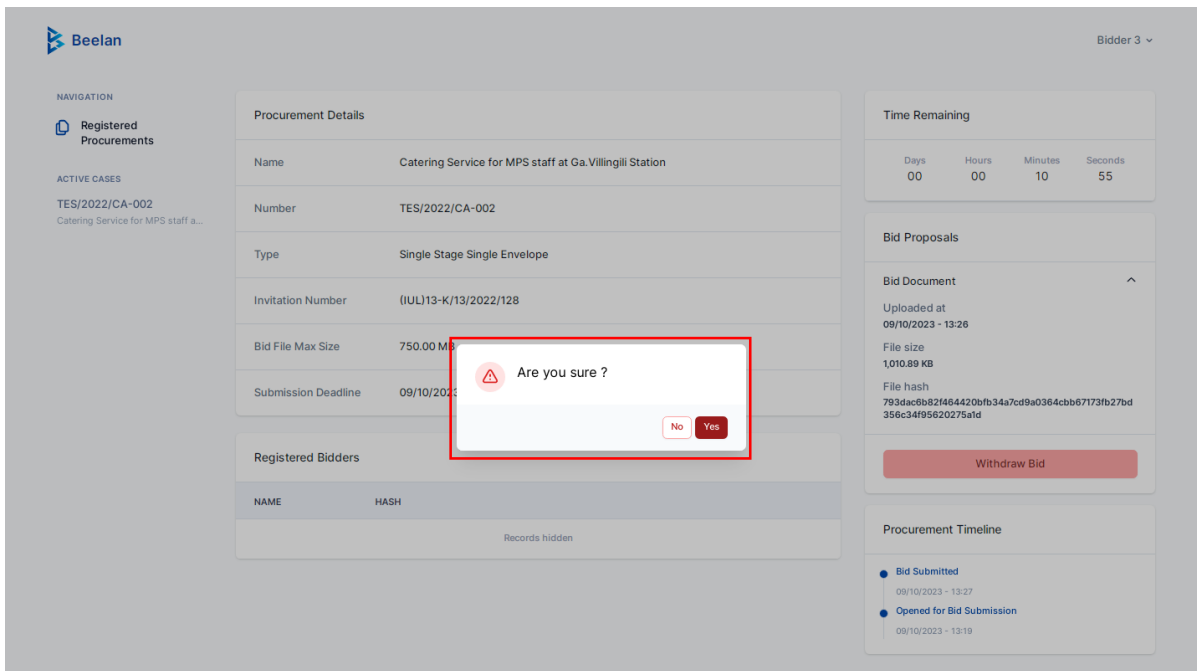 Beelan
Bidder 3
NAVIGATION
Registered
Procurements
ACTIVE CASES
TES/2022/CA-002
Catering Service for MPS staff a...
Procurement Details
Name Catering Service for MPS staff at Ga.Villingili Station
Number TES/2022/CA-002
Type Single Stage Single Envelope
Invitation Number (IUL)13-K/13/2022/128
Bid File Max Size 750.00 MB
Submission Deadline 09/10/2023
Are you sure ?
No Yes
Registered Bidders
NAME HASH
Records hidden
Time Remaining
Days Hours Minutes Seconds
00 00 10 55
Bid Proposals
Bid Document
Uploaded at
09/10/2023 - 13:26
File size
1,010.89 KB
File hash
793dac6b82f464420bfb34a7cd9a0364cbb67173fb27bd
356c34f95620275a1d
Withdraw Bid
Procurement Timeline
Bid Submitted
09/10/2023 - 13:27
Opened for Bid Submission
09/10/2023 - 13:19